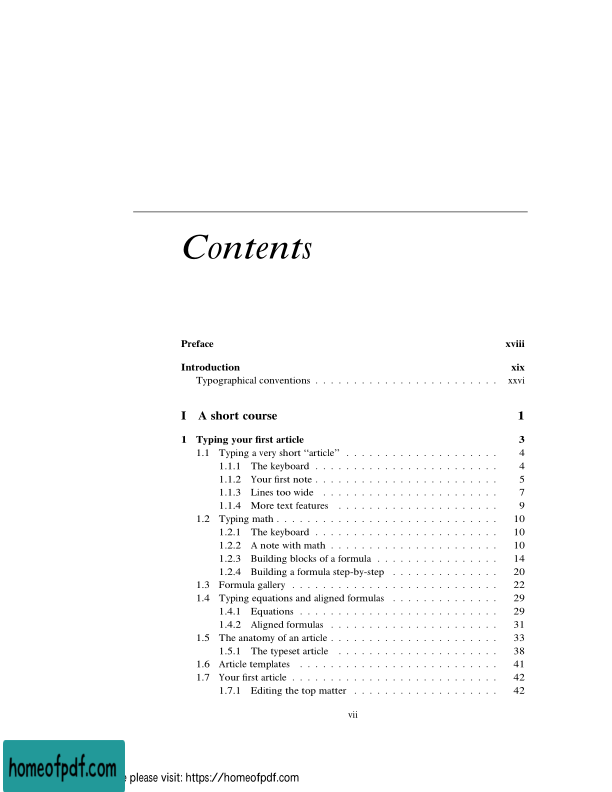 Contents
Preface xviii
Introduction xix
Typographical conventions . . . . . . . . . . . . . . . . . . . . . . . . xxvi
I A short course 1
1 Typing your first article 3
1.1 Typing a very short “article” . . . . . . . . . . . . . . . . . . . . 4
1.1.1 The keyboard . . . . . . . . . . . . . . . . . . . . . . . . 4
1.1.2 Your first note . . . . . . . . . . . . . . . . . . . . . . . . 5
1.1.3 Lines too wide . . . . . . . . . . . . . . . . . . . . . . . 7
1.1.4 More text features . . . . . . . . . . . . . . . . . . . . . 9
1.2 Typing math . . . . . . . . . . . . . . . . . . . . . . . . . . . . . 10
1.2.1 The keyboard . . . . . . . . . . . . . . . . . . . . . . . . 10
1.2.2 A note with math . . . . . . . . . . . . . . . . . . . . . . 10
1.2.3 Building blocks of a formula . . . . . . . . . . . . . . . . 14
1.2.4 Building a formula step-by-step . . . . . . . . . . . . . . 20
1.3 Formula gallery . . . . . . . . . . . . . . . . . . . . . . . . . . . 22
1.4 Typing equations and aligned formulas . . . . . . . . . . . . . . 29
1.4.1 Equations . . . . . . . . . . . . . . . . . . . . . . . . . . 29
1.4.2 Aligned formulas . . . . . . . . . . . . . . . . . . . . . . 31
1.5 The anatomy of an article . . . . . . . . . . . . . . . . . . . . . . 33
1.5.1 The typeset article . . . . . . . . . . . . . . . . . . . . . 38
1.6 Article templates . . . . . . . . . . . . . . . . . . . . . . . . . . 41
1.7 Your first article . . . . . . . . . . . . . . . . . . . . . . . . . . . 42
1.7.1 Editing the top matter . . . . . . . . . . . . . . . . . . . 42
vii
homeofpdf.com
please visit: https://homeofpdf.com